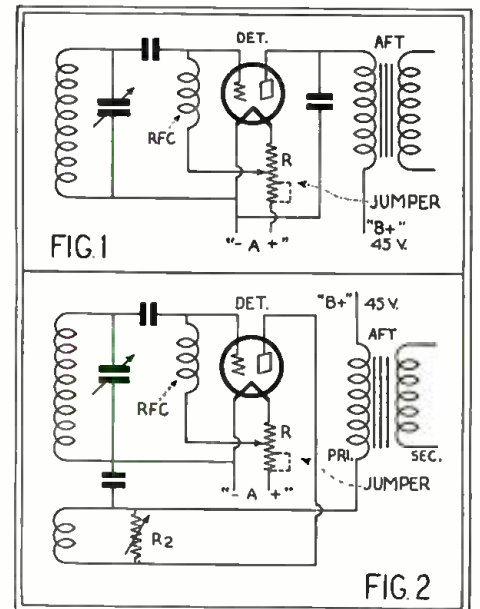 DET.
AFT
RFC
R
JUMPER
"- A +"
"B+"
45 V.
FIG.1
"B+" 45 V.
DET.
AFT
RFC
R
PRI.
SEC.
"- A +"
JUMPER
R2
FIG.2